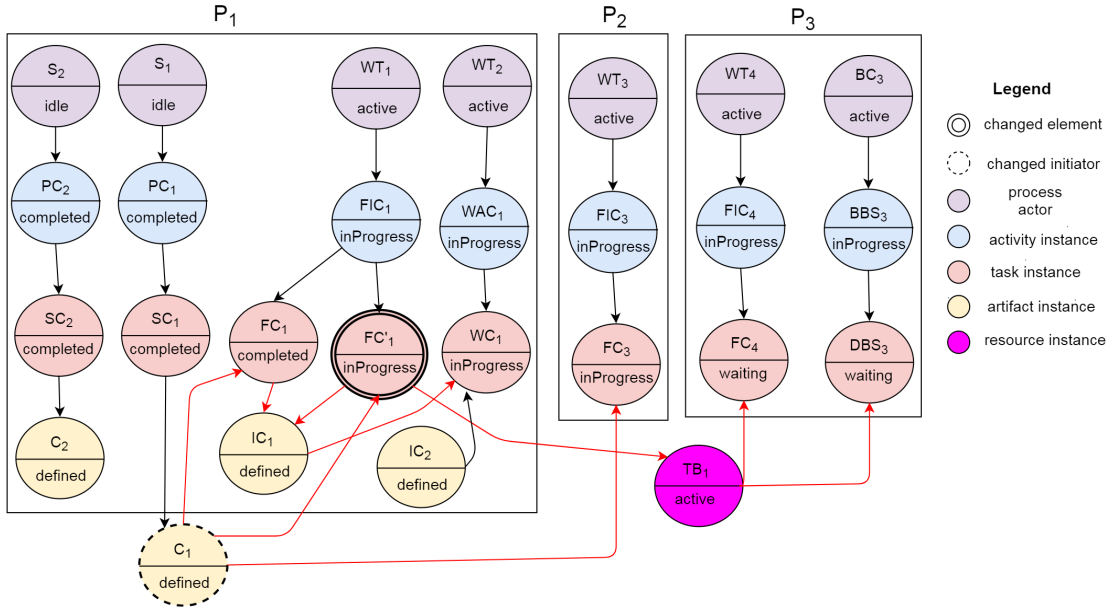 P₁
P₂
P₃
S₂
idle
S₁
idle
WT₁
active
WT₂
active
WT₃
active
WT₄
active
BC₃
active
PC₂
completed
PC₁
completed
FIC₁
inProgress
WAC₁
inProgress
FIC₃
inProgress
FIC₄
inProgress
BBS₃
inProgress
SC₂
completed
SC₁
completed
FC₁
completed
FC'₁
inProgress
WC₁
inProgress
FC₃
inProgress
FC₄
waiting
DBS₃
waiting
C₂
defined
IC₁
defined
IC₂
defined
TB₁
active
C₁
defined
Legend
changed element
changed initiator
process
actor
activity instance
task instance
artifact instance
resource instance